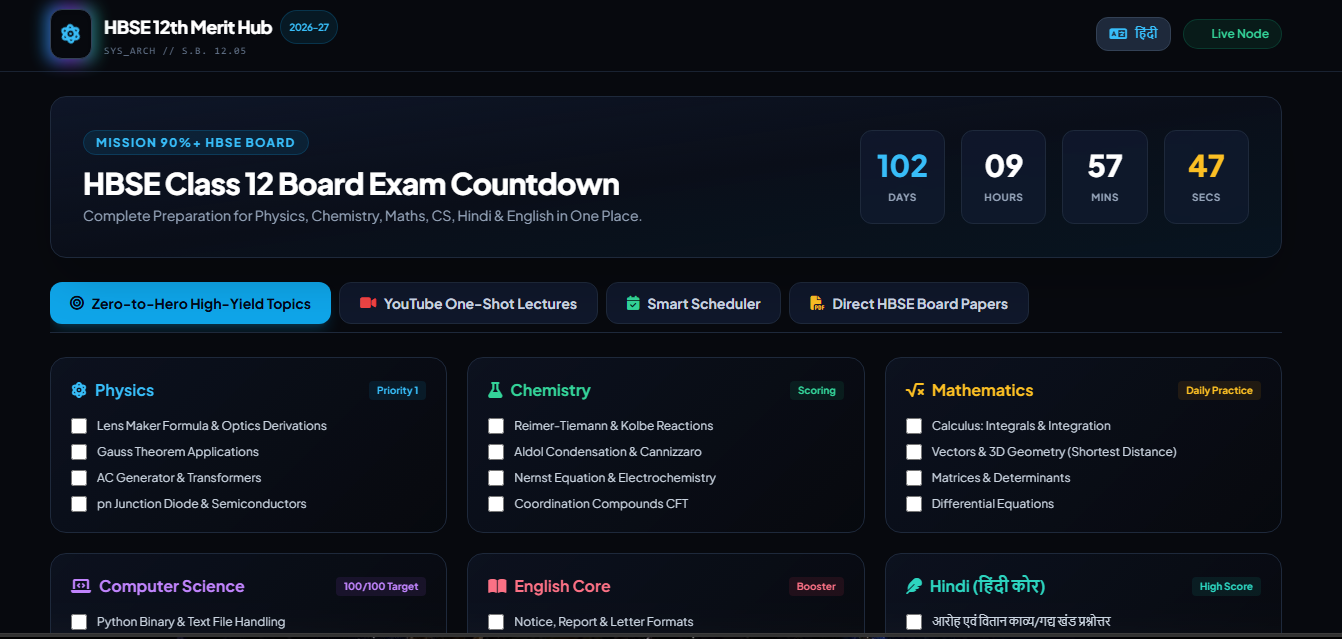 HBSE 12th Merit Hub
2026-27
SYS_ARCH // S.B. 12.05
हिंदी
Live Node
MISSION 90%+ HBSE BOARD
HBSE Class 12 Board Exam Countdown
Complete Preparation for Physics, Chemistry, Maths, CS, Hindi & English in One Place.
102
DAYS
09
HOURS
57
MINS
47
SECS
Zero-to-Hero High-Yield Topics
YouTube One-Shot Lectures
Smart Scheduler
Direct HBSE Board Papers
Physics
Priority 1
Lens Maker Formula & Optics Derivations
Gauss Theorem Applications
AC Generator & Transformers
pn Junction Diode & Semiconductors
Chemistry
Scoring
Reimer-Tiemann & Kolbe Reactions
Aldol Condensation & Cannizzaro
Nernst Equation & Electrochemistry
Coordination Compounds CFT
Mathematics
Daily Practice
Calculus: Integrals & Integration
Vectors & 3D Geometry (Shortest Distance)
Matrices & Determinants
Differential Equations
Computer Science
100/100 Target
Python Binary & Text File Handling
English Core
Booster
Notice, Report & Letter Formats
Hindi (हिंदी कोर)
High Score
आरोह एवं वितान काव्य/गद्य खंड प्रश्नोत्तर